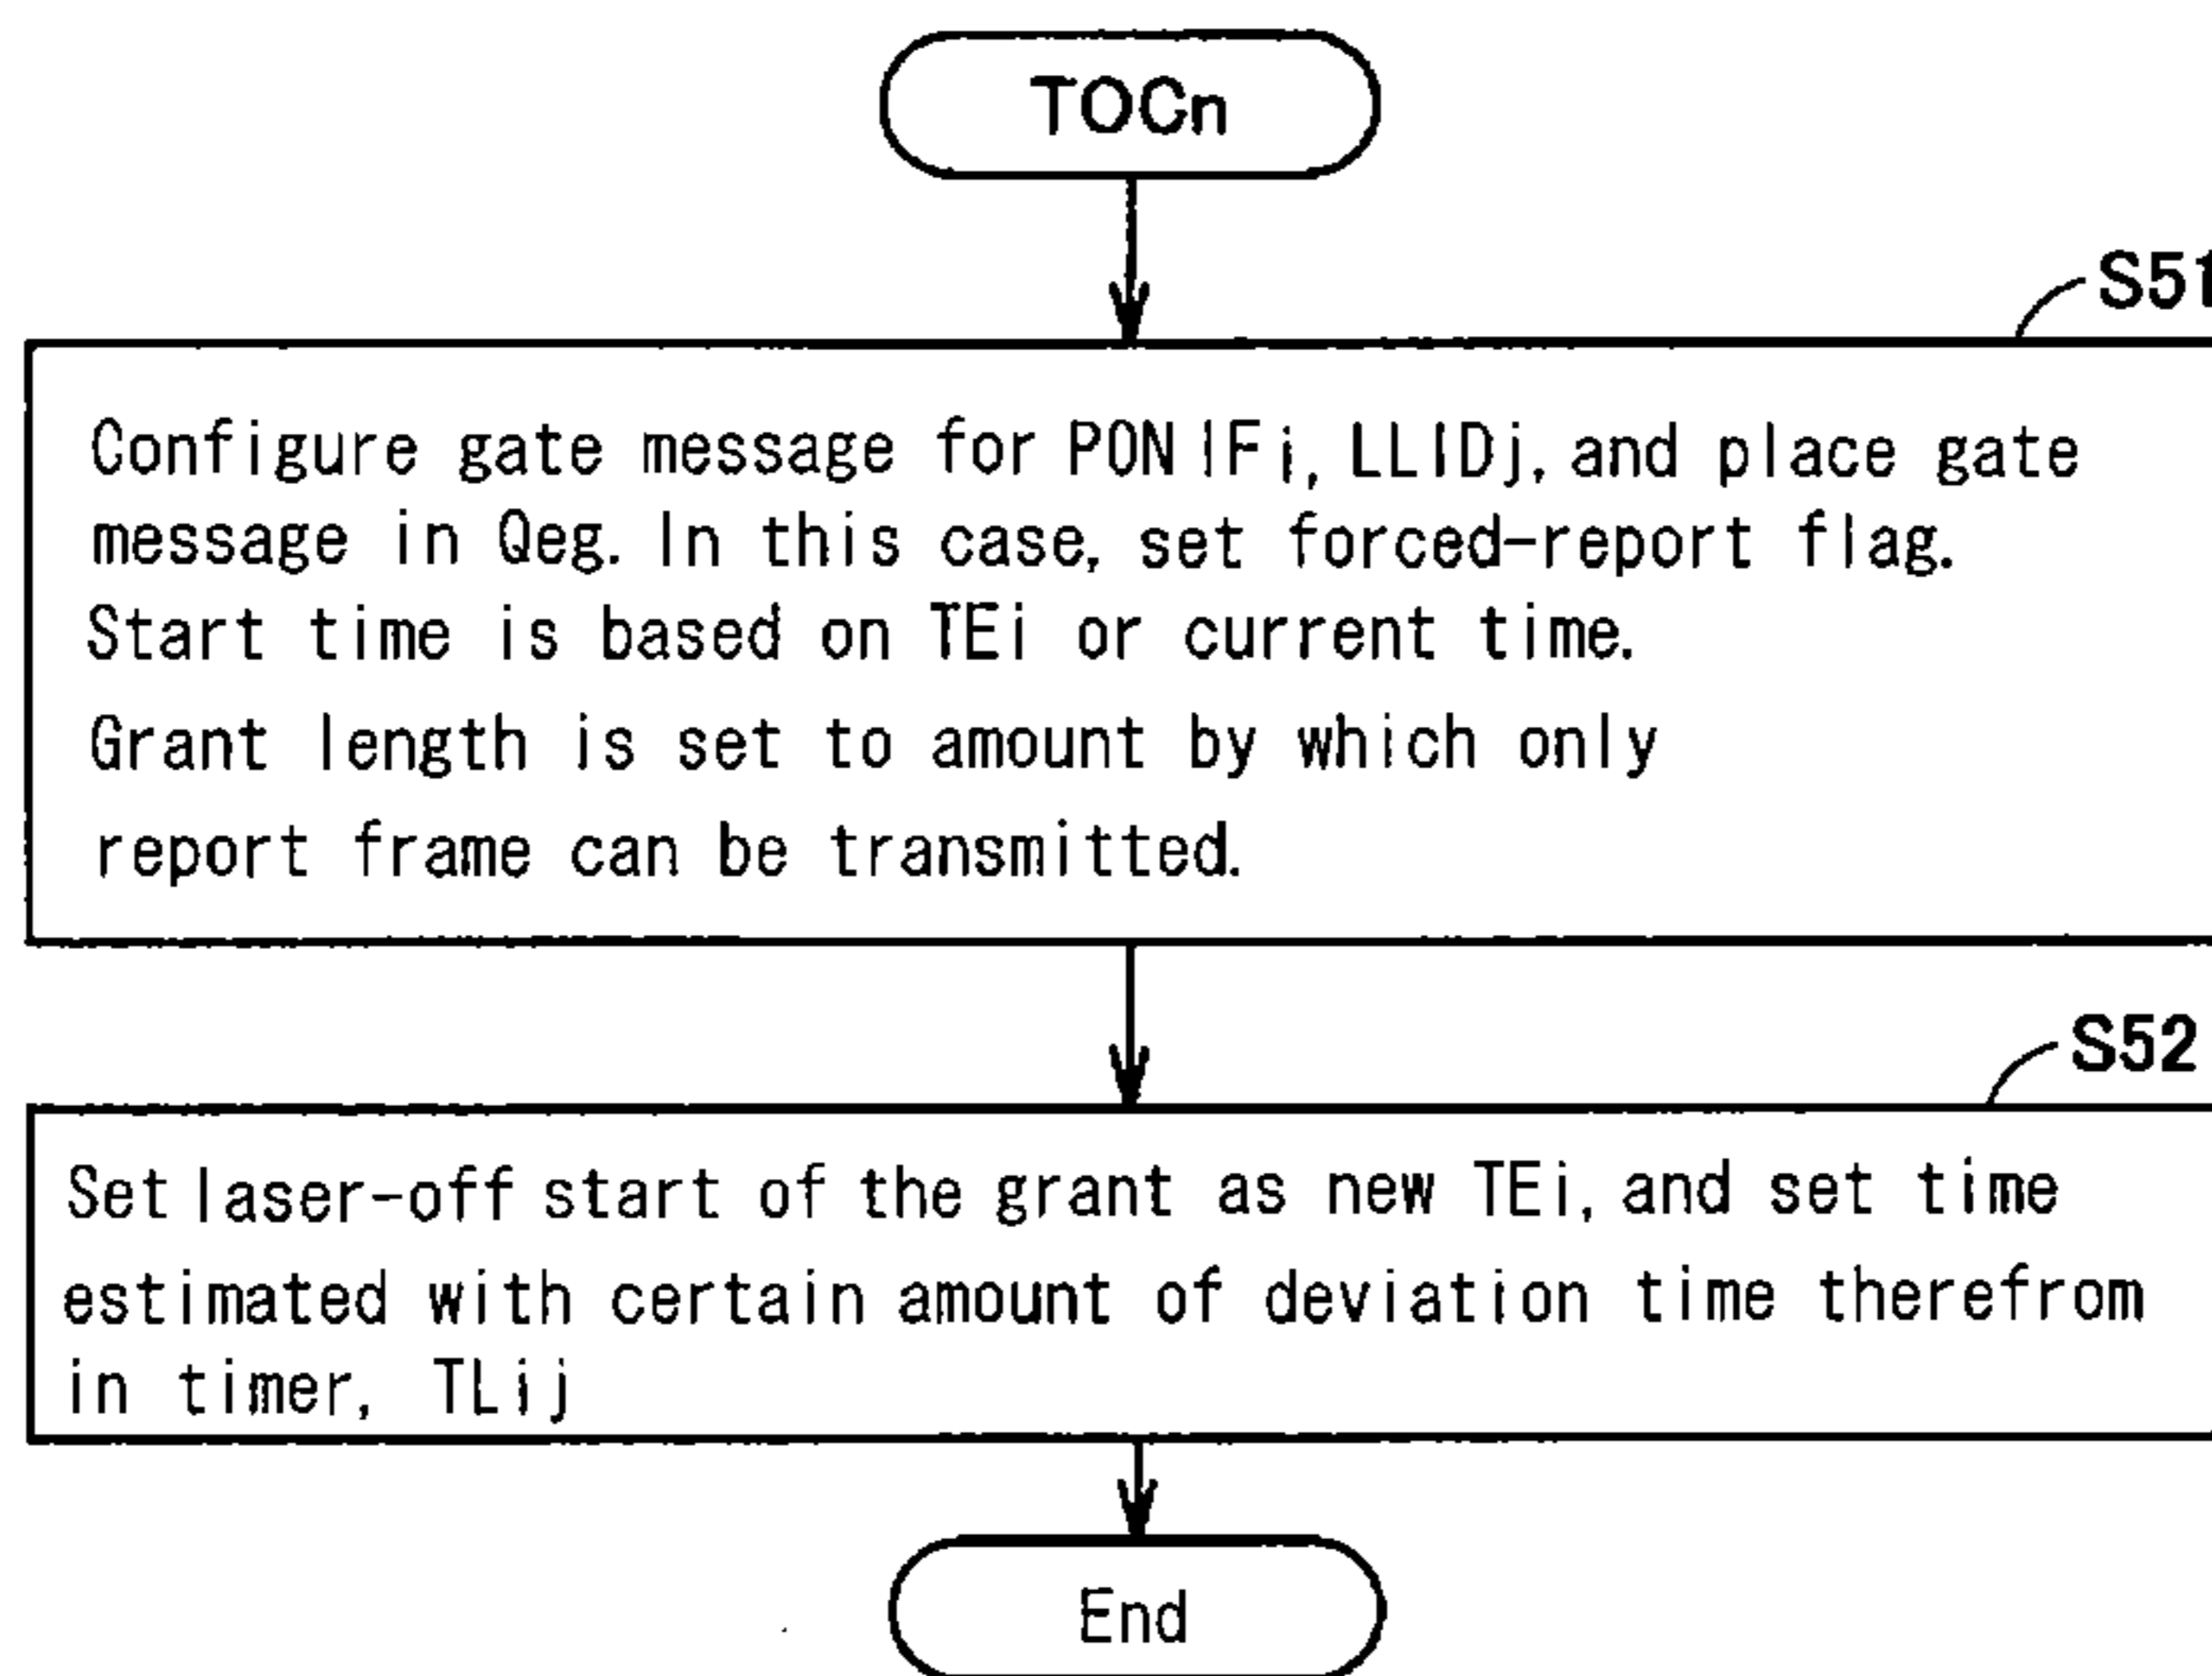 TOCn
S51
Configure gate message for PON IFi, LLIDj, and place gate
message in Qeg. In this case, set forced-report flag.
Start time is based on TEi or current time.
Grant length is set to amount by which only
report frame can be transmitted.
S52
Set laser-off start of the grant as new TEi, and set time
estimated with certain amount of deviation time therefrom
in timer, TLij
End